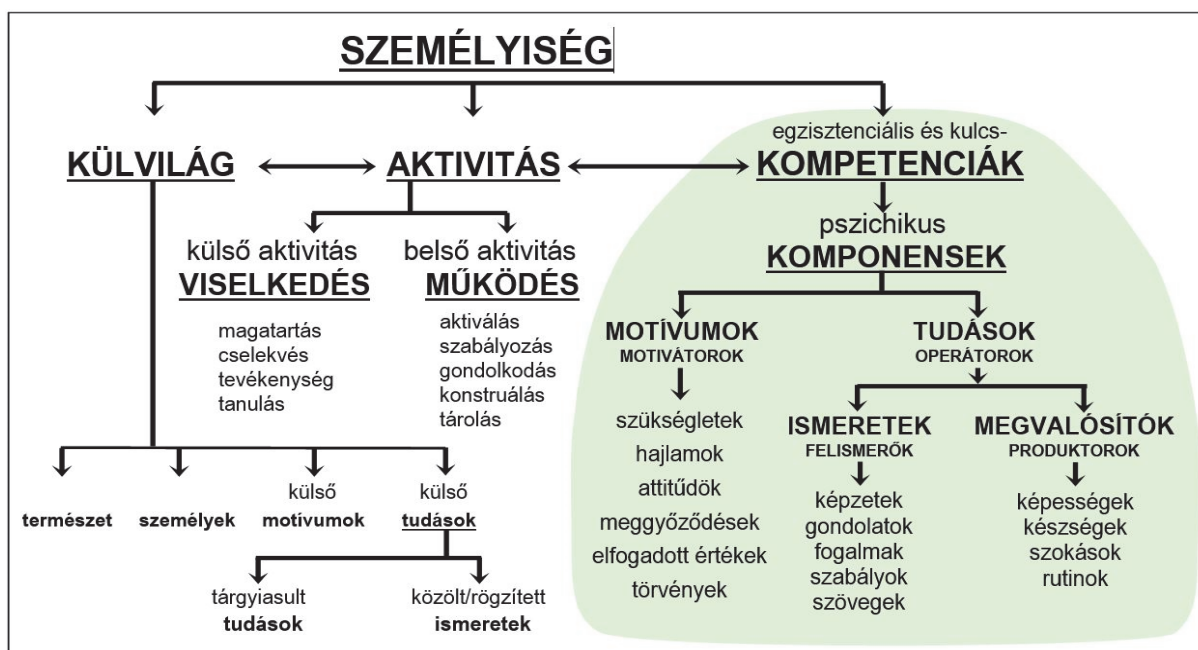 SZEMÉLYISÉG
KÜLVILÁG
AKTIVITÁS
egzisztenciális és kulcs-
KOMPETENCIÁK
külső aktivitás
VISELKEDÉS
magatartás
cselekvés
tevékenység
tanulás
belső aktivitás
MŰKÖDÉS
aktiválás
szabályozás
gondolkodás
konstruálás
tárolás
pszichikus
KOMPONENSEK
MOTÍVUMOK
MOTIVÁTOROK
szükségletek
hajlamok
attitűdök
meggyőződések
elfogadott értékek
törvények
TUDÁSOK
OPERÁTOROK
ISMERETEK
FELISMERŐK
képzetek
gondolatok
fogalmak
szabályok
szövegek
MEGVALÓSÍTÓK
PRODUKTOROK
képességek
készségek
szokások
rutinok
természet
személyek
külső
motívumok
külső
tudások
tárgyiasult
tudások
közölt/rögzített
ismeretek